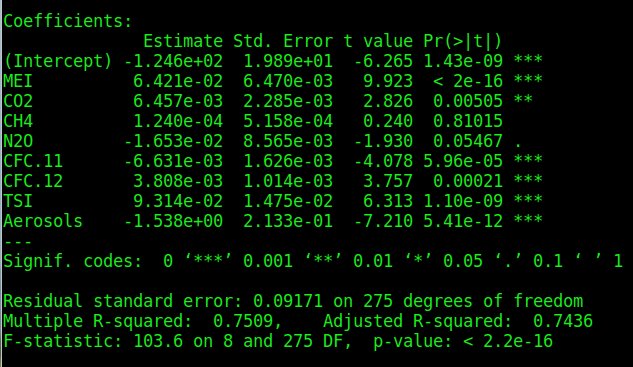 Coefficients:
              Estimate Std. Error t value Pr(>|t|)
(Intercept) -1.246e+02  1.989e+01  -6.265 1.43e-09 ***
MEI          6.421e-02  6.470e-03   9.923  < 2e-16 ***
CO2          6.457e-03  2.285e-03   2.826  0.00505 **
CH4          1.240e-04  5.158e-04   0.240  0.81015
N2O         -1.653e-02  8.565e-03  -1.930  0.05467 .
CFC.11      -6.631e-03  1.626e-03  -4.078 5.96e-05 ***
CFC.12       3.808e-03  1.014e-03   3.757  0.00021 ***
TSI          9.314e-02  1.475e-02   6.313 1.10e-09 ***
Aerosols    -1.538e+00  2.133e-01  -7.210 5.41e-12 ***
---
Signif. codes:  0 ‘***’ 0.001 ‘**’ 0.01 ‘*’ 0.05 ‘.’ 0.1 ‘ ’ 1
Residual standard error: 0.09171 on 275 degrees of freedom
Multiple R-squared:  0.7509,    Adjusted R-squared:  0.7436
F-statistic: 103.6 on 8 and 275 DF,  p-value: < 2.2e-16